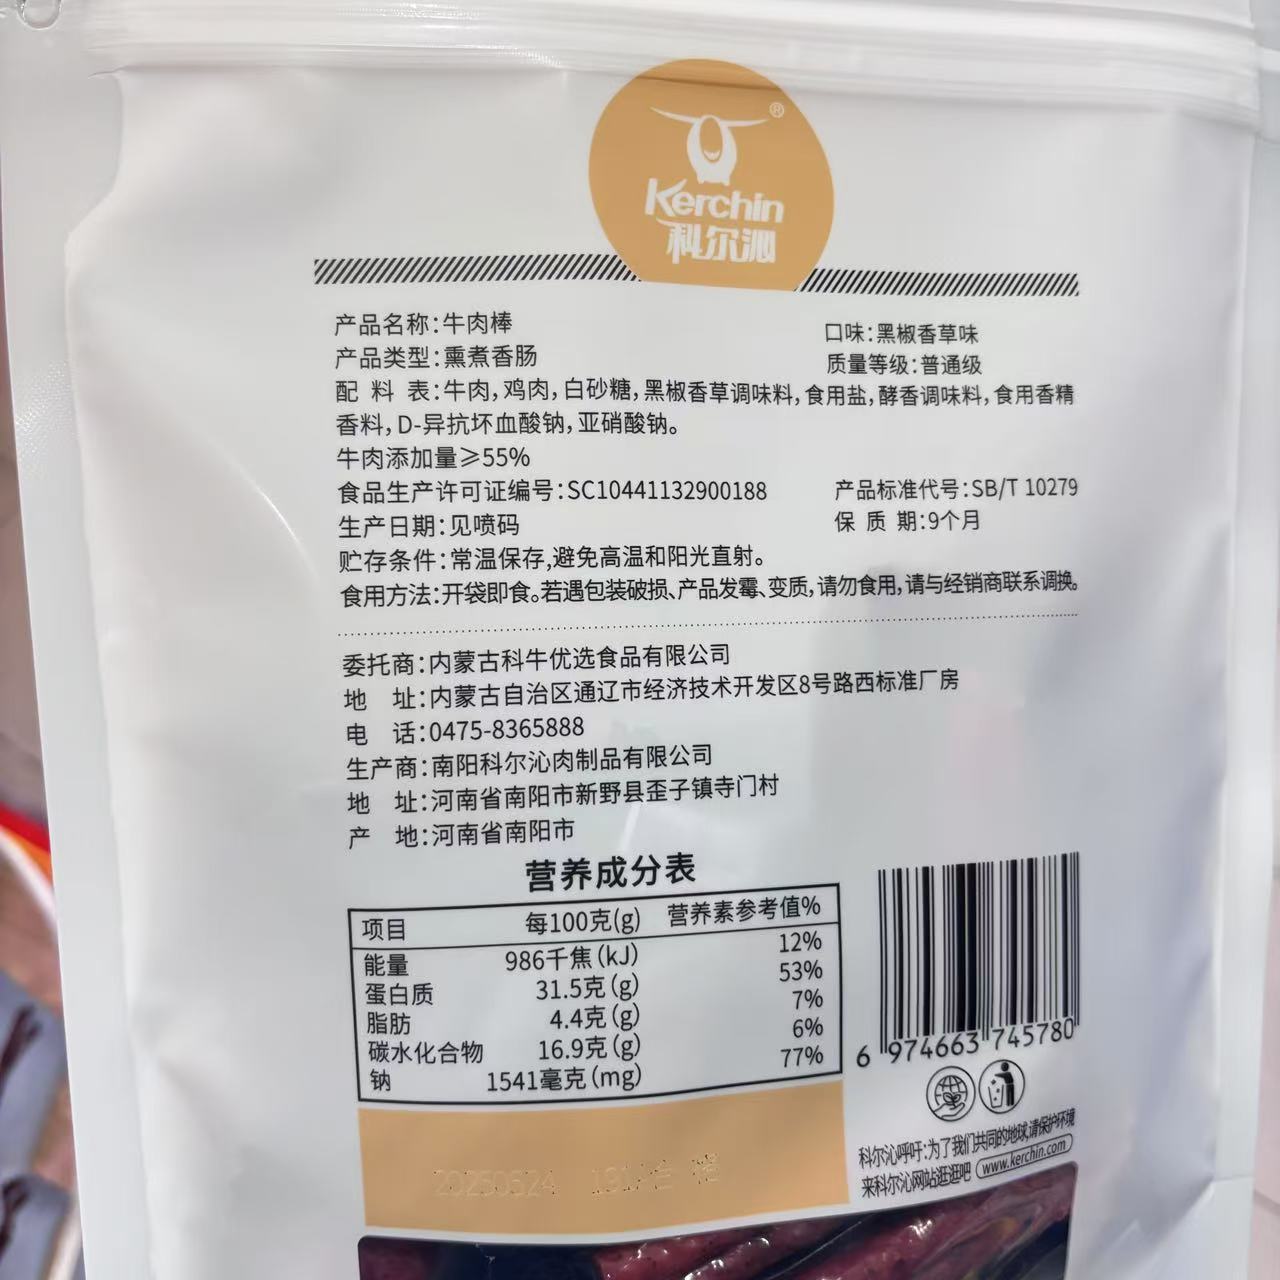 ®
Kerchin
科尔沁
产品名称:牛肉棒
口味:黑椒香草味
产品类型:熏煮香肠
质量等级:普通级
配 料 表:牛肉,鸡肉,白砂糖,黑椒香草调味料,食用盐,酵香调味料,食用香精
香料,D-异抗坏血酸钠,亚硝酸钠。
牛肉添加量≥55%
食品生产许可证编号:SC10441132900188
产品标准代号:SB/T 10279
生产日期:见喷码
保 质 期:9个月
贮存条件:常温保存,避免高温和阳光直射。
食用方法:开袋即食。若遇包装破损、产品发霉、变质,请勿食用,请与经销商联系调换。
委托商:内蒙古科牛优选食品有限公司
地 址:内蒙古自治区通辽市经济技术开发区8号路西标准厂房
电 话:0475-8365888
生产商:南阳科尔沁肉制品有限公司
地 址:河南省南阳市新野县歪子镇寺门村
产 地:河南省南阳市
营养成分表
项目 每100克(g) 营养素参考值%
能量 986千焦(kJ) 12%
蛋白质 31.5克(g) 53%
脂肪 4.4克(g) 7%
碳水化合物 16.9克(g) 6%
钠 1541毫克(mg) 77%
6 974663 745780
科尔沁呼吁:为了我们共同的地球,请保护环境
来科尔沁网站逛逛吧 www.kerchin.com
20250524